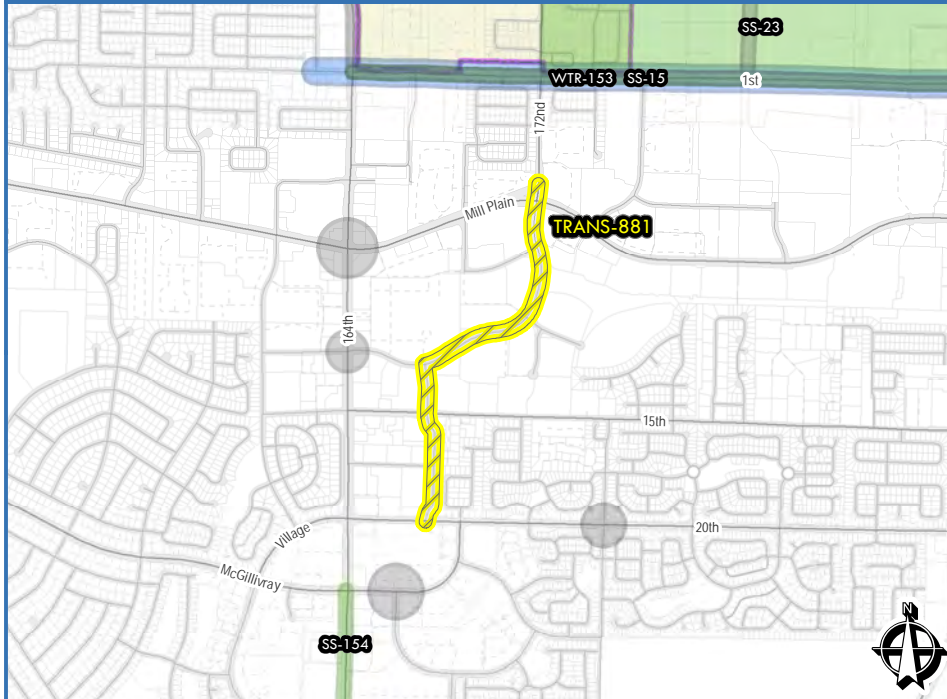 SS-23
WTR-153 SS-15 1st
172nd
Mill Plain
TRANS-881
164th
15th
20th
Village
McGillivray
SS-154
N